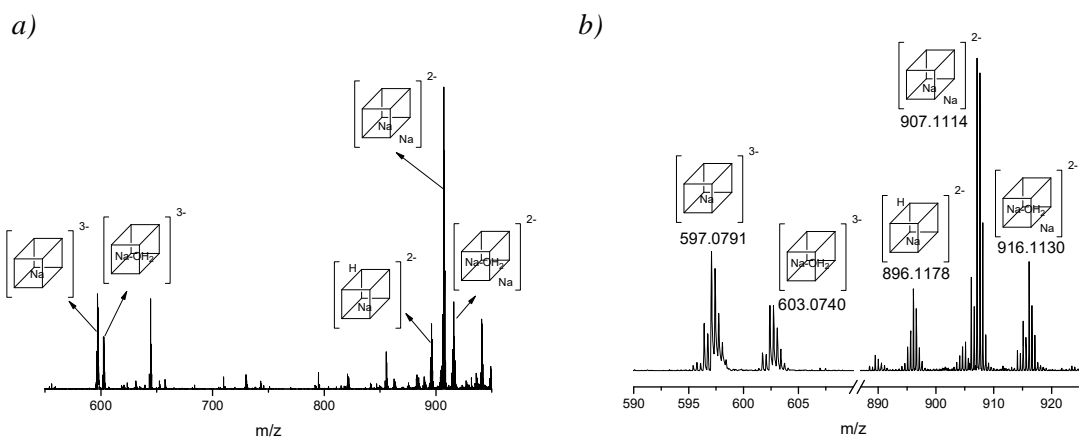 a)
2-
Na
Na
3-
Na
3-
Na-OH2
2-
H
Na
2-
Na-OH2
Na
600
700
800
900
m/z
b)
2-
Na
Na
907.1114
3-
Na
597.0791
3-
Na-OH2
603.0740
2-
H
Na
896.1178
2-
Na-OH2
Na
916.1130
590
595
600
605
890
900
910
920
m/z